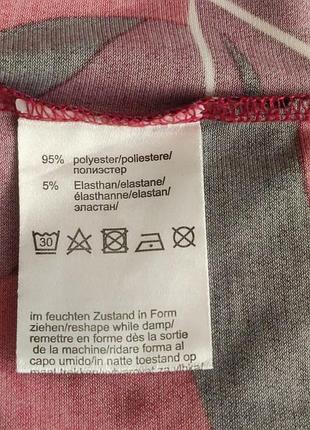 95% polyester/poliestere/
полиэстер
5% Elasthan/elastane/
élasthanne/elastan/
эластан/
30
im feuchten Zustand in Form
ziehen/reshape while damp/
remettre en forme dès la sortie
de la machine/ridare forma al
capo umido/in natte toestand op